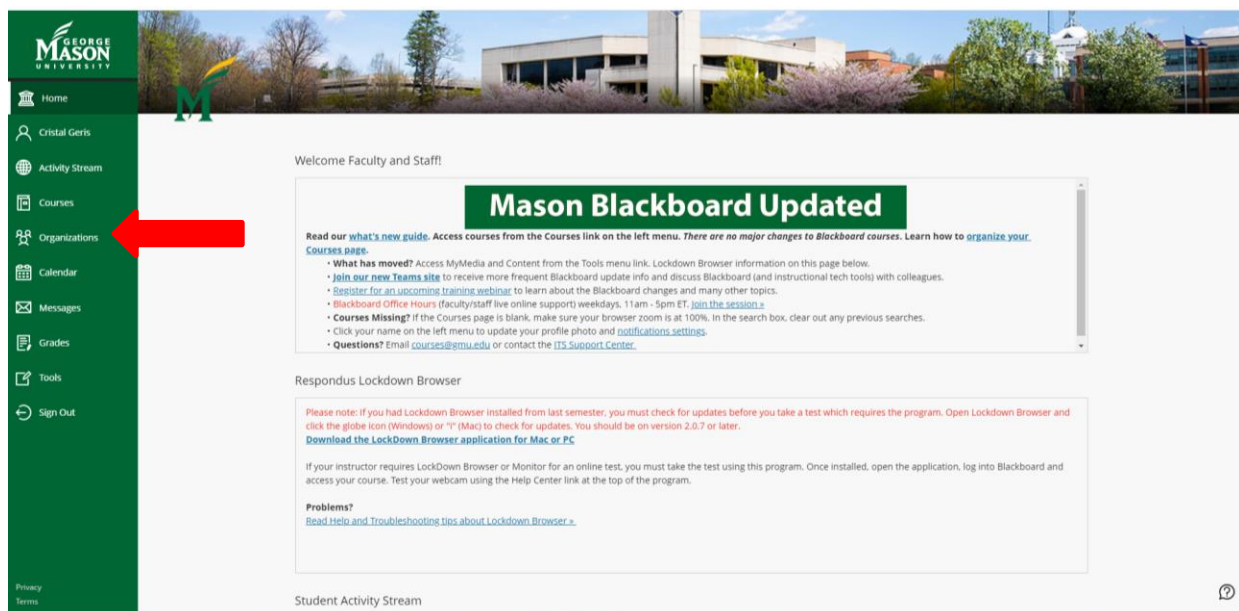 GEORGE
MASON
UNIVERSITY
Home
Cristal Geris
Activity Stream
Courses
Organizations
Calendar
Messages
Grades
Tools
Sign Out
Privacy
Terms
M
Welcome Faculty and Staff!
Mason Blackboard Updated
Read our what's new guide. Access courses from the Courses link on the left menu. There are no major changes to Blackboard courses. Learn how to organize your
Courses page.
• What has moved? Access MyMedia and Content from the Tools menu link. Lockdown Browser information on this page below.
• Join our new Teams site to receive more frequent Blackboard update info and discuss Blackboard (and instructional tech tools) with colleagues.
• Register for an upcoming training webinar to learn about the Blackboard changes and many other topics.
• Blackboard Office Hours (faculty/staff live online support) weekdays, 11am - 5pm ET. Join the session »
• Courses Missing? If the Courses page is blank, make sure your browser zoom is at 100%. In the search box, clear out any previous searches.
• Click your name on the left menu to update your profile photo and notifications settings.
• Questions? Email courses@gmu.edu or contact the ITS Support Center.
Respondus Lockdown Browser
Please note: if you had Lockdown Browser installed from last semester, you must check for updates before you take a test which requires the program. Open Lockdown Browser and
click the globe icon (Windows) or "i" (Mac) to check for updates. You should be on version 2.0.7 or later.
Download the LockDown Browser application for Mac or PC
If your instructor requires LockDown Browser or Monitor for an online test, you must take the test using this program. Once installed, open the application, log into Blackboard and
access your course. Test your webcam using the Help Center link at the top of the program.
Problems?
Read Help and Troubleshooting tips about Lockdown Browser »
Student Activity Stream